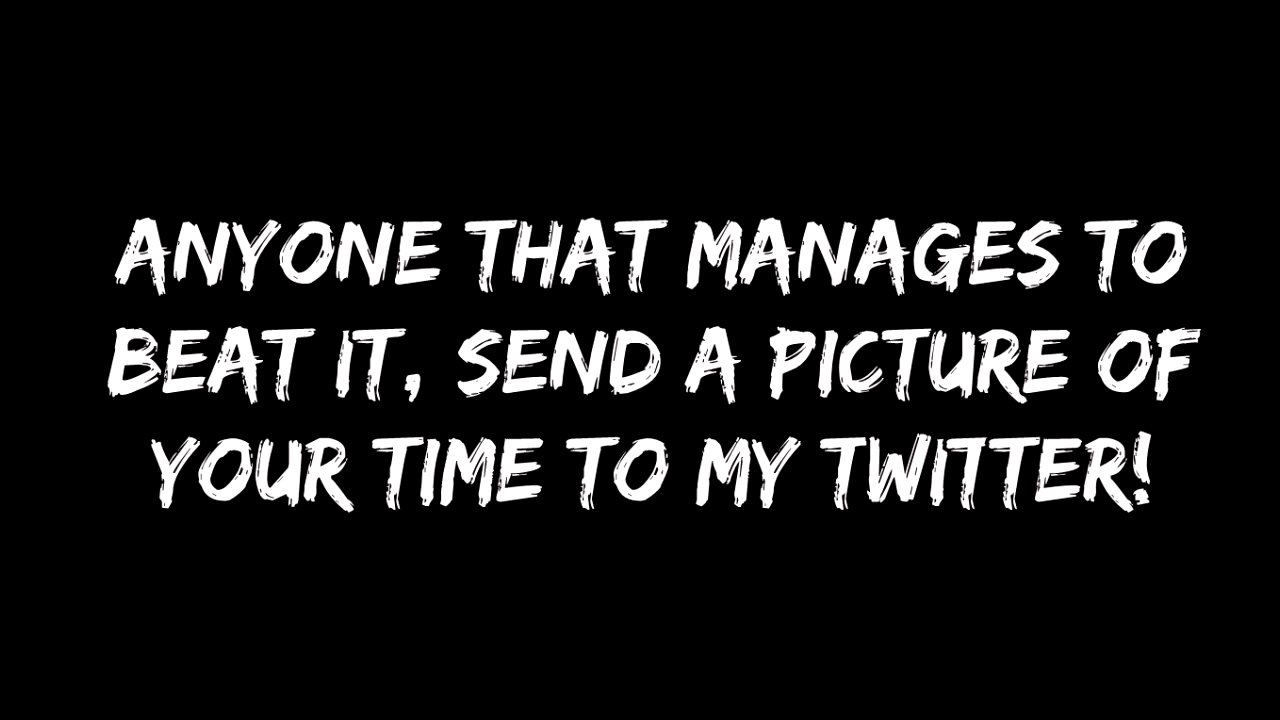 ANYONE THAT MANAGES TO
BEAT IT, SEND A PICTURE OF
YOUR TIME TO MY TWITTER!